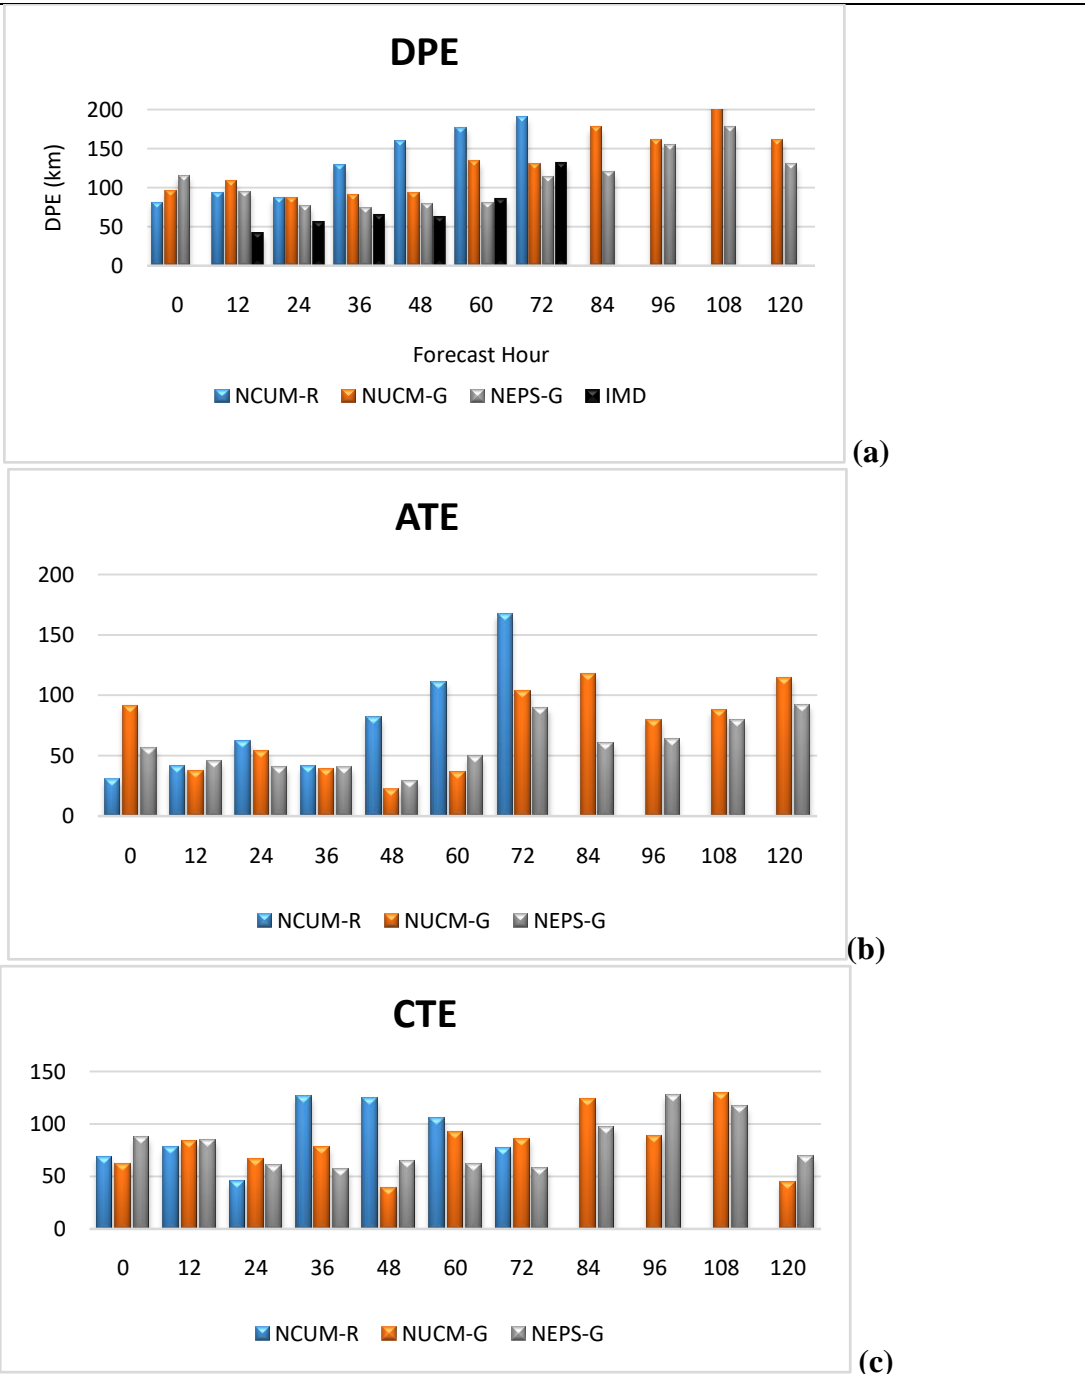 DPE
200
150
100
50
0
DPE (km)
0 12 24 36 48 60 72 84 96 108 120
Forecast Hour
NCUM-R NUCM-G NEPS-G IMD
(a)
ATE
200
150
100
50
0
0 12 24 36 48 60 72 84 96 108 120
NCUM-R NUCM-G NEPS-G
(b)
CTE
150
100
50
0
0 12 24 36 48 60 72 84 96 108 120
NCUM-R NUCM-G NEPS-G
(c)